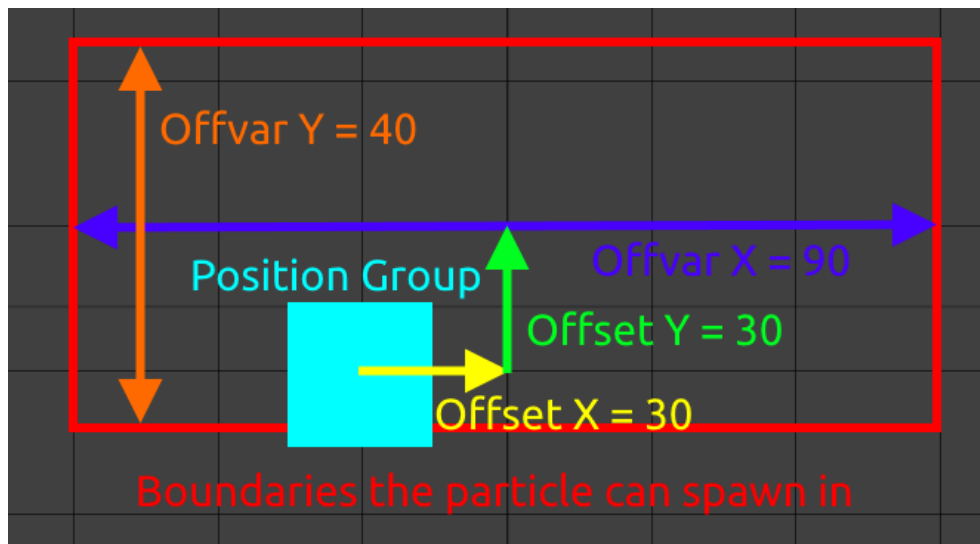 Offvar Y = 40
Offvar X = 90
Position Group
Offset Y = 30
Offset X = 30
Boundaries the particle can spawn in